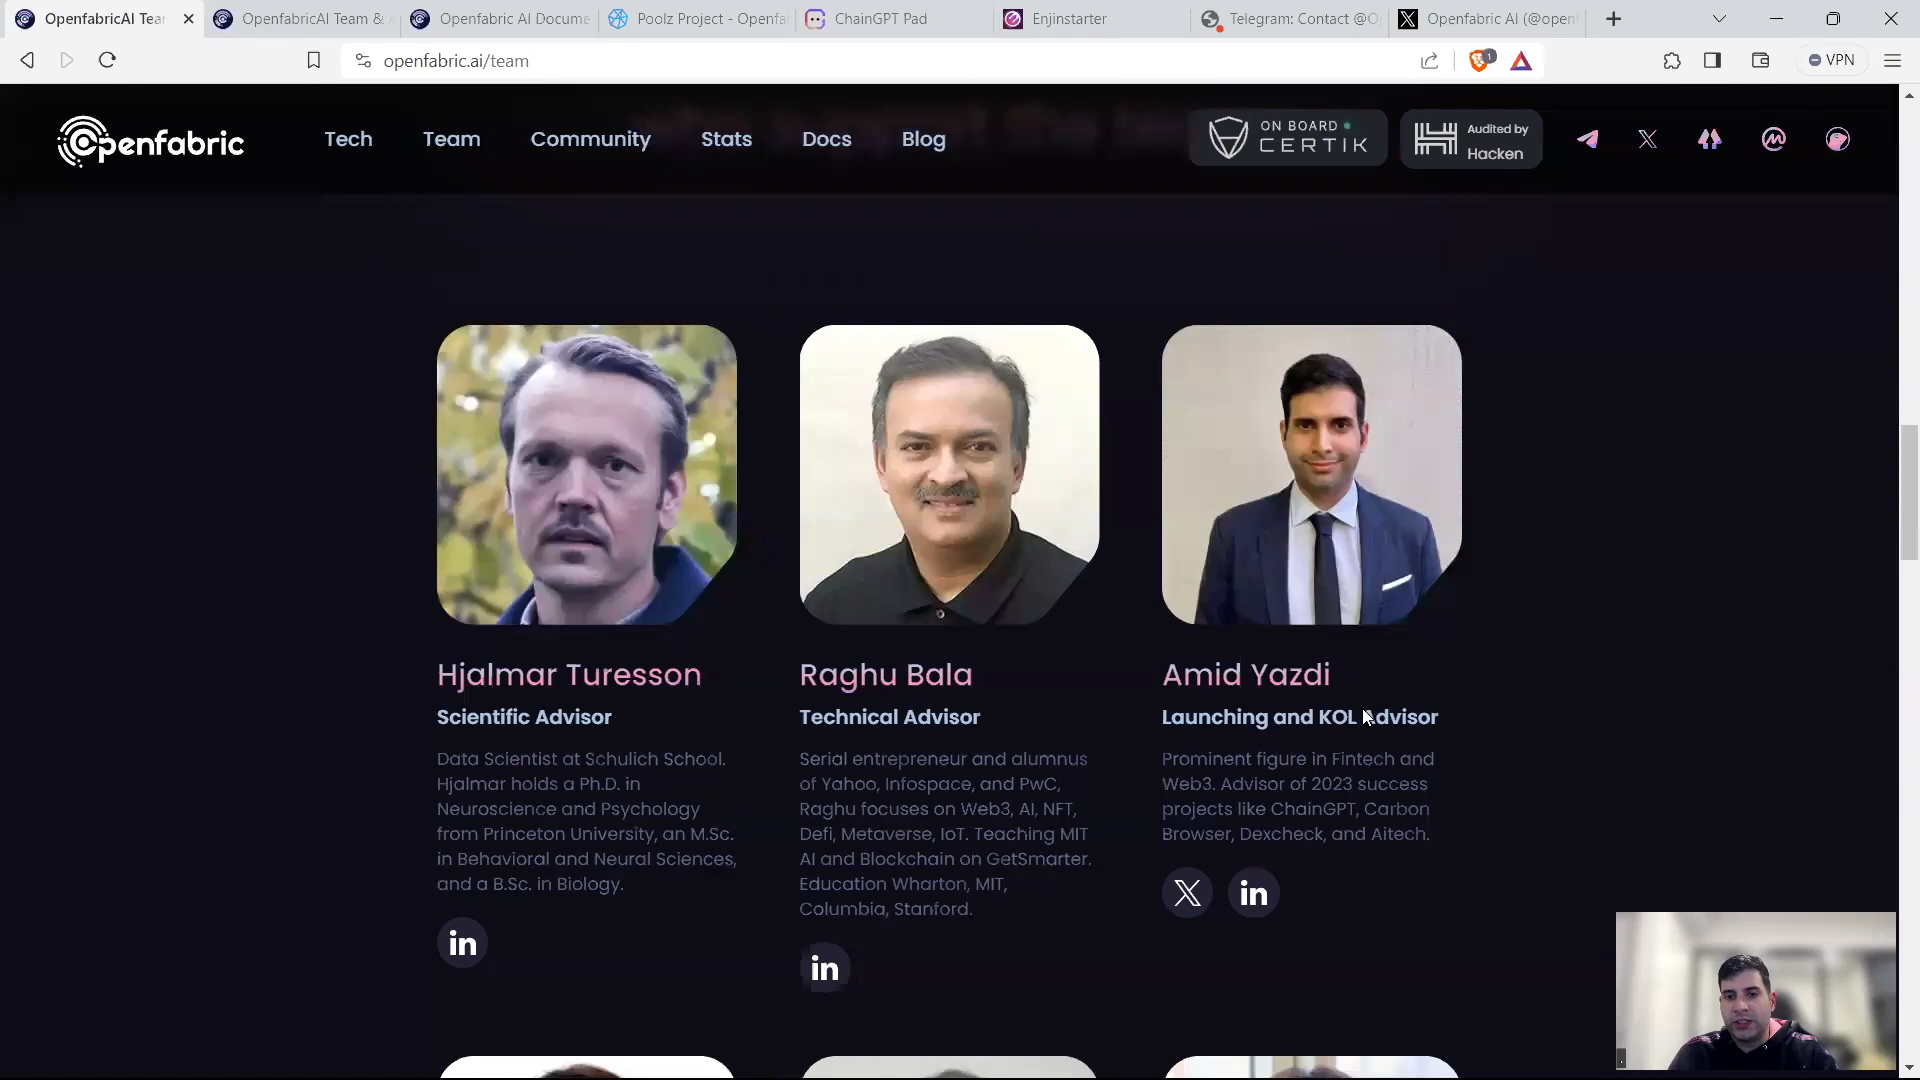 OpenfabricAI Tear
OpenfabricAI Team &
Openfabric AI Docume
Poolz Project - Openfa
ChainGPT Pad
Enjinstarter
Telegram: Contact @O
Openfabric AI (@openf
openfabric.ai/team
1
VPN
Openfabric
Tech
Team
Community
Stats
Docs
Blog
ON BOARD
CERTIK
Audited by
Hacken
Hjalmar Turesson
Scientific Advisor
Data Scientist at Schulich School.
Hjalmar holds a Ph.D. in
Neuroscience and Psychology
from Princeton University, an M.Sc.
in Behavioral and Neural Sciences,
and a B.Sc. in Biology.
in
Raghu Bala
Technical Advisor
Serial entrepreneur and alumnus
of Yahoo, Infospace, and PwC,
Raghu focuses on Web3, AI, NFT,
Defi, Metaverse, IoT. Teaching MIT
AI and Blockchain on GetSmarter.
Education Wharton, MIT,
Columbia, Stanford.
in
Amid Yazdi
Launching and KOL Advisor
Prominent figure in Fintech and
Web3. Advisor of 2023 success
projects like ChainGPT, Carbon
Browser, Dexcheck, and Aitech.
in